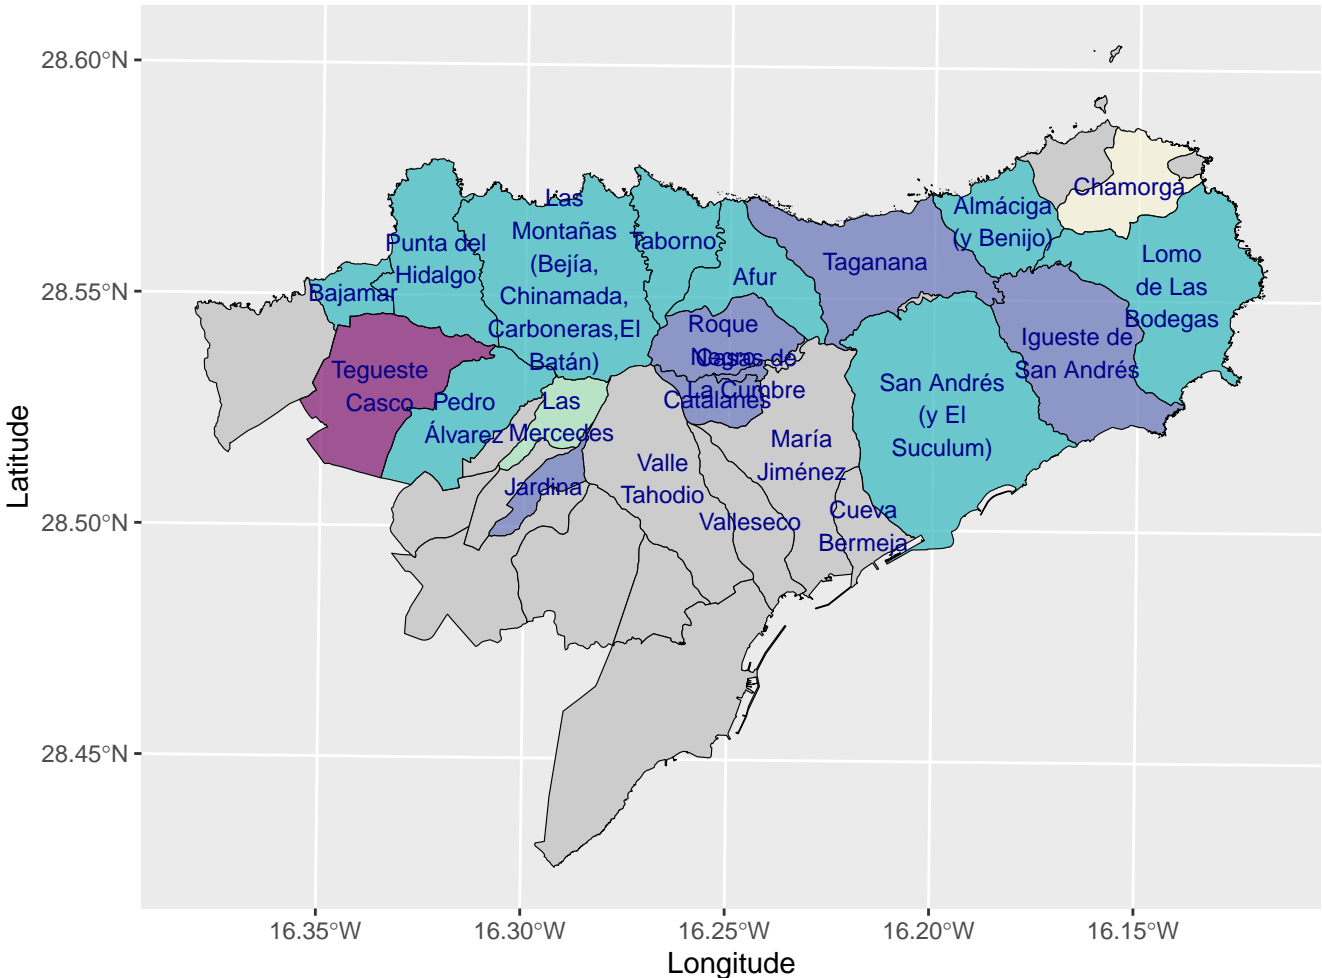 28.60°N
28.55°N
28.50°N
28.45°N
Latitude
16.35°W
16.30°W
16.25°W
16.20°W
16.15°W
Longitude
Punta del
Hidalgo
Bajamar
Las
Montañas
(Bejía,
Chinamada,
Carboneras,El
Batán)
Taborno
Afur
Taganana
Almáciga
(y Benijo)
Chamorga
Lomo
de Las
Bodegas
Igueste de
San Andrés
San Andrés
(y El
Suculum)
Roque
Negro
Casas de
La Cumbre
Catalanes
Tegueste
Casco
Pedro
Álvarez
Las
Mercedes
Jardina
Valle
Tahodio
Valleseco
María
Jiménez
Cueva
Bermeja